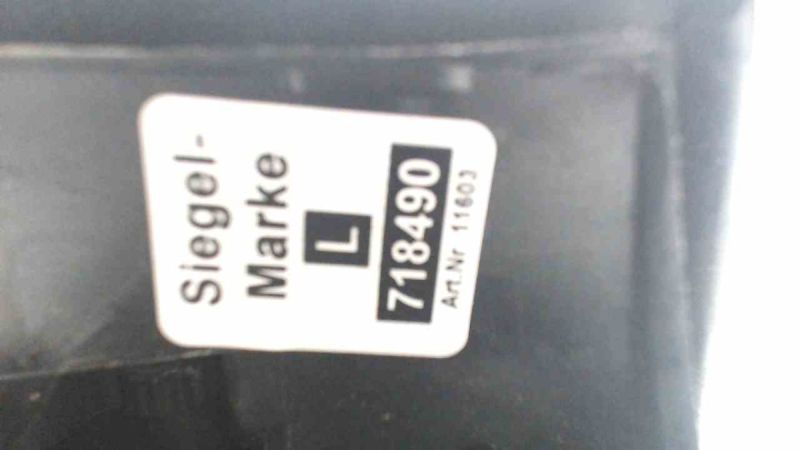 Siegel-
Marke
L
718490
Art.Nr 11603